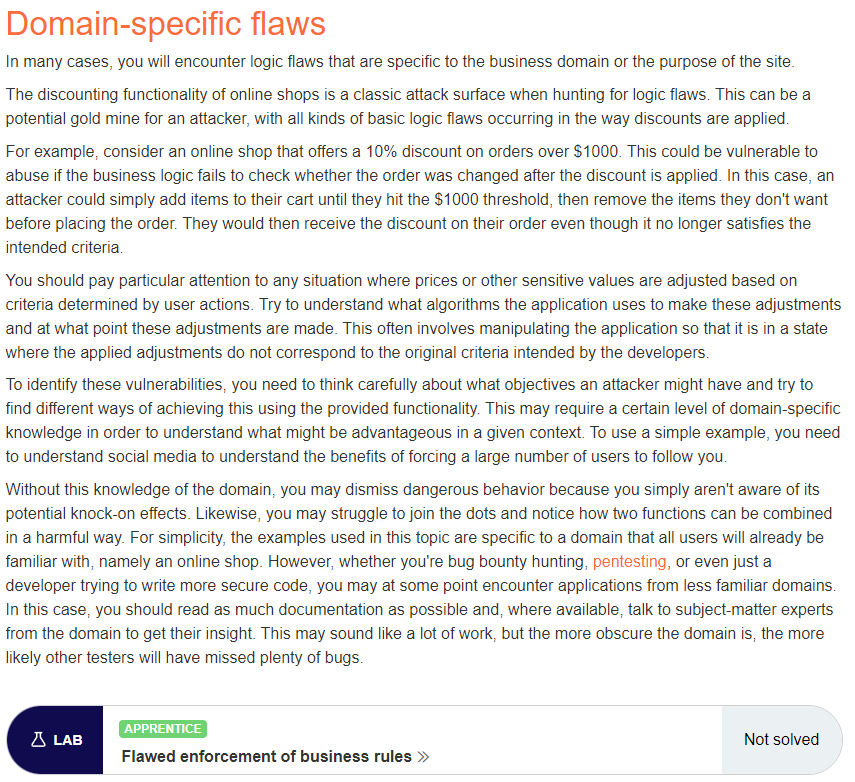 Domain-specific flaws
In many cases, you will encounter logic flaws that are specific to the business domain or the purpose of the site.
The discounting functionality of online shops is a classic attack surface when hunting for logic flaws. This can be a
potential gold mine for an attacker, with all kinds of basic logic flaws occurring in the way discounts are applied.
For example, consider an online shop that offers a 10% discount on orders over $1000. This could be vulnerable to
abuse if the business logic fails to check whether the order was changed after the discount is applied. In this case, an
attacker could simply add items to their cart until they hit the $1000 threshold, then remove the items they don't want
before placing the order. They would then receive the discount on their order even though it no longer satisfies the
intended criteria.
You should pay particular attention to any situation where prices or other sensitive values are adjusted based on
criteria determined by user actions. Try to understand what algorithms the application uses to make these adjustments
and at what point these adjustments are made. This often involves manipulating the application so that it is in a state
where the applied adjustments do not correspond to the original criteria intended by the developers.
To identify these vulnerabilities, you need to think carefully about what objectives an attacker might have and try to
find different ways of achieving this using the provided functionality. This may require a certain level of domain-specific
knowledge in order to understand what might be advantageous in a given context. To use a simple example, you need
to understand social media to understand the benefits of forcing a large number of users to follow you.
Without this knowledge of the domain, you may dismiss dangerous behavior because you simply aren't aware of its
potential knock-on effects. Likewise, you may struggle to join the dots and notice how two functions can be combined
in a harmful way. For simplicity, the examples used in this topic are specific to a domain that all users will already be
familiar with, namely an online shop. However, whether you're bug bounty hunting, pentesting, or even just a
developer trying to write more secure code, you may at some point encounter applications from less familiar domains.
In this case, you should read as much documentation as possible and, where available, talk to subject-matter experts
from the domain to get their insight. This may sound like a lot of work, but the more obscure the domain is, the more
likely other testers will have missed plenty of bugs.
LAB
APPRENTICE
Flawed enforcement of business rules »
Not solved